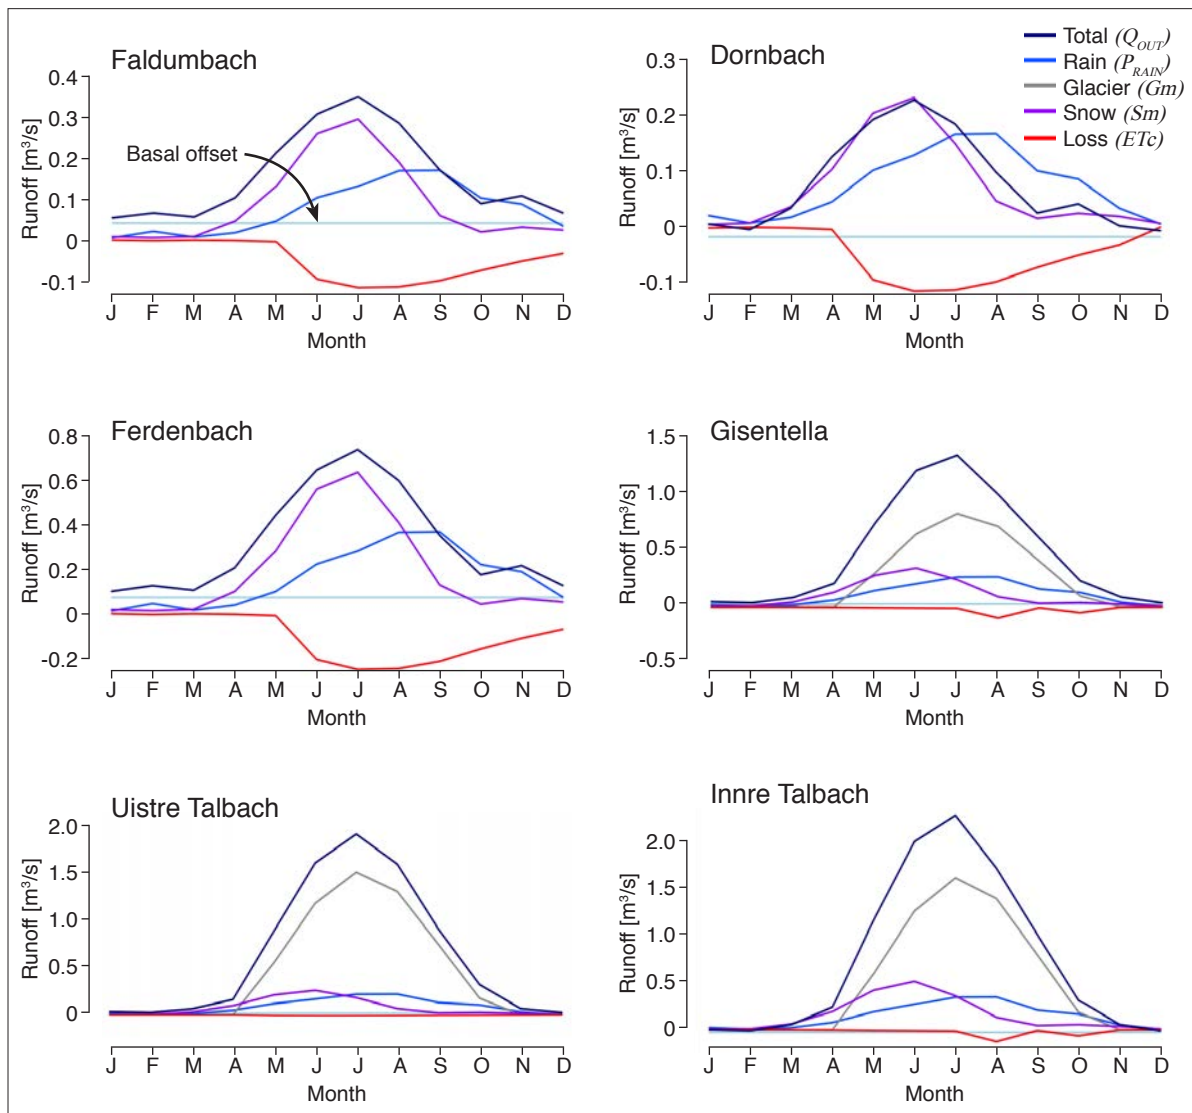 Faldumbach
Runoff [m³/s]
0.4
0.3
0.2
0.1
0
-0.1
Basal offset
J F M A M J J A S O N D
Month
Dornbach
Total (Q_OUT)
Rain (P_RAIN)
Glacier (Gm)
Snow (Sm)
Loss (ETc)
Runoff [m³/s]
0.3
0.2
0.1
0
-0.1
J F M A M J J A S O N D
Month
Ferdenbach
Runoff [m³/s]
0.8
0.6
0.4
0.2
0
-0.2
J F M A M J J A S O N D
Month
Gisentella
Runoff [m³/s]
1.5
1.0
0.5
0
-0.5
J F M A M J J A S O N D
Month
Uistre Talbach
Runoff [m³/s]
2.0
1.5
1.0
0.5
0
J F M A M J J A S O N D
Month
Innre Talbach
Runoff [m³/s]
2.0
1.5
1.0
0.5
0
J F M A M J J A S O N D
Month